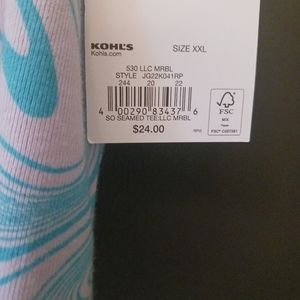 KOHL'S
Kohls.com
SIZE XXL
530 LLC MRBL
STYLE JG22K041RP
244 20 22
4 00290 83437 6
SO SEAMED TEE:LLC MRBL
$24.00
FSC
MIX
Paper